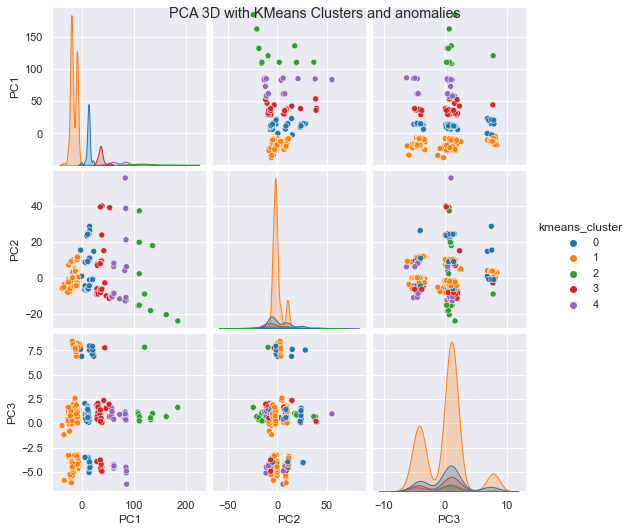 PCA 3D with KMeans Clusters and anomalies
150
100
50
0
PC1
40
20
0
−20
PC2
kmeans_cluster
0
1
2
3
4
7.5
5.0
2.5
0.0
−2.5
−5.0
PC3
0 100 200
−50 0 50
−10 0 10
PC1 PC2 PC3